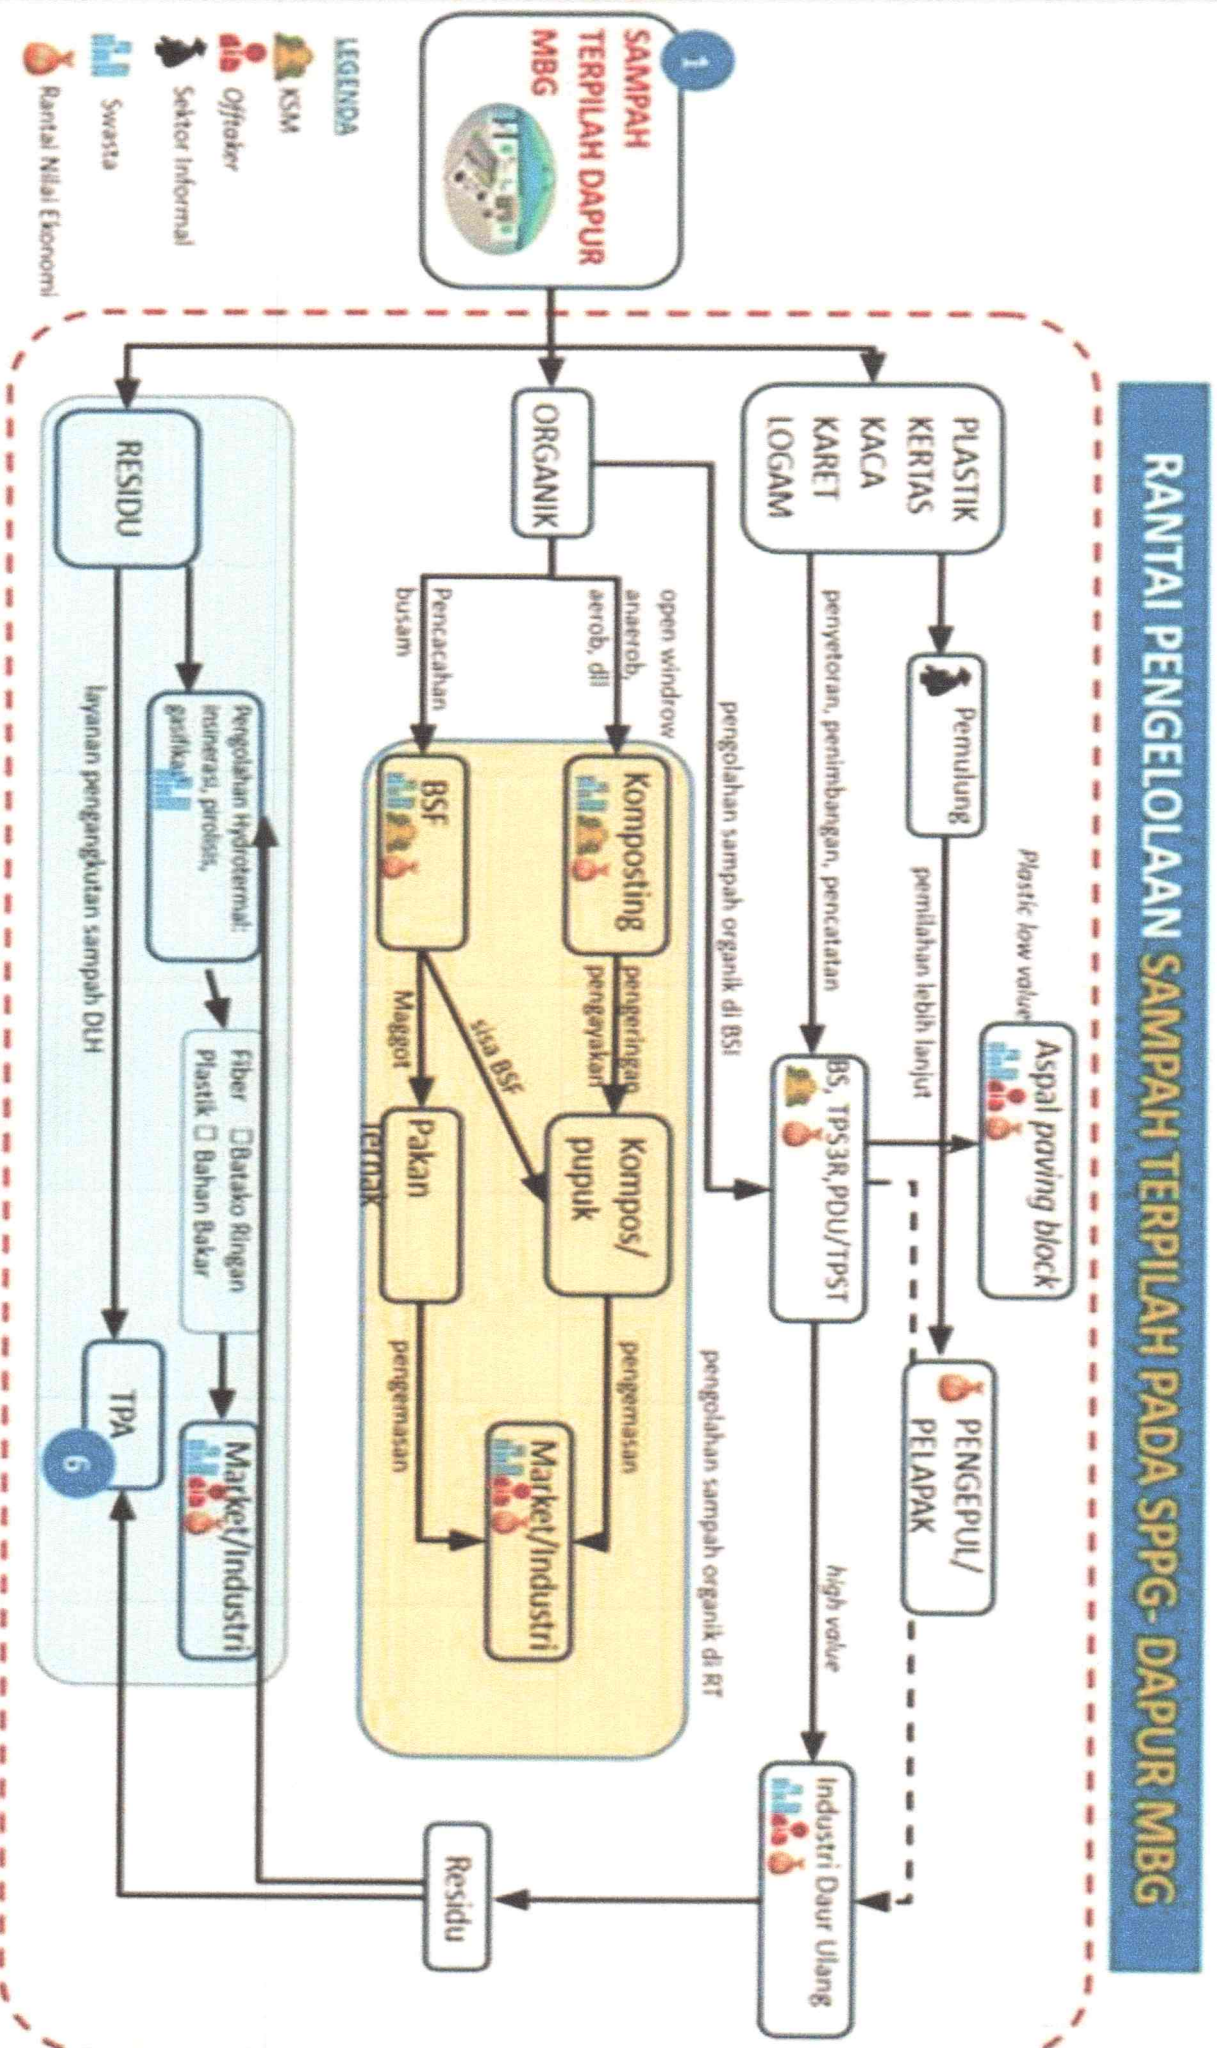 RANTAI PENGELOLAAN SAMPAH TERPILAH PADA SPPG- DAPUR MBG
1
SAMPAH
TERPILAH DAPUR
MBG
PLASTIK
KERTAS
KACA
KARET
LOGAM
Pemulung
pemilahan lebih lanjut
Plastic low value
Aspal paving block
PENGEPUL/
PELAPAK
penyetoran, penimbangan, pencatatan
BS, TPS3R,PDU/TPST
high value
Industri Daur Ulang
pengolahan sampah organik di BSI
pengolahan sampah organik di RT
ORGANIK
open windrow
anaerob,
aerob, dll
Pencacahan
busam
Komposting
pengeringan
pengayakan
Kompos/
pupuk
pengemasan
BSF
sisa BSF
Maggot
Pakan
Ternak
pengemasan
Market/Industri
Residu
RESIDU
Pengolahan Hydrotermal:
insinerasi, pirolisis,
gasifikasi
Fiber □Batako Ringan
Plastik □ Bahan Bakar
Market/Industri
layanan pengangkutan sampah DLH
TPA
6
LEGENDA
KSM
Offtaker
Sektor Informal
Swasta
Rantai Nilai Ekonomi